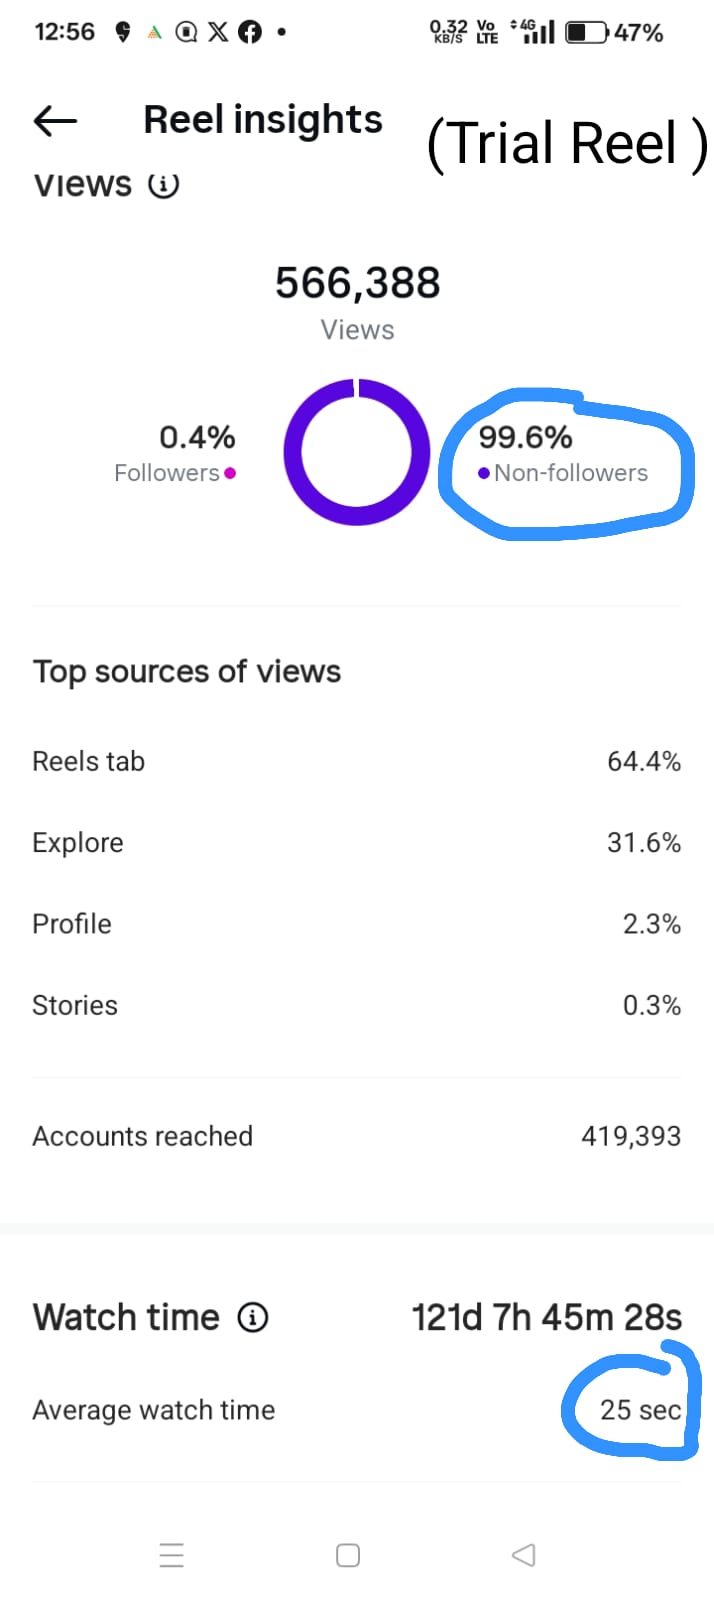 12:56 0.32 KB/S Vo LTE 4G 47%
Reel insights (Trial Reel )
Views
566,388
Views
0.4% 99.6%
Followers Non-followers
Top sources of views
Reels tab 64.4%
Explore 31.6%
Profile 2.3%
Stories 0.3%
Accounts reached 419,393
Watch time 121d 7h 45m 28s
Average watch time 25 sec